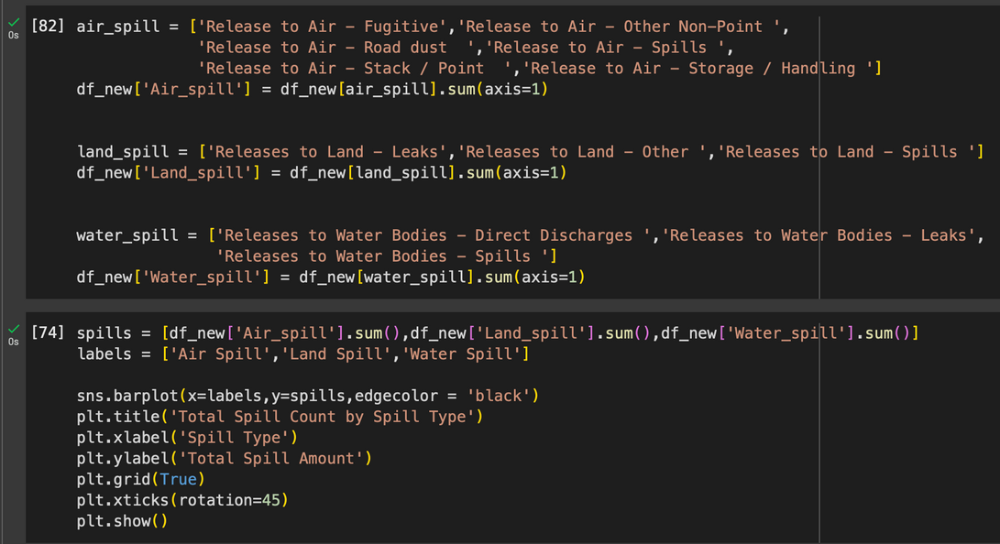 [82] air_spill = ['Release to Air - Fugitive','Release to Air - Other Non-Point ',
'Release to Air - Road dust  ','Release to Air - Spills ',
'Release to Air - Stack / Point  ','Release to Air - Storage / Handling ']
df_new['Air_spill'] = df_new[air_spill].sum(axis=1)
land_spill = ['Releases to Land - Leaks','Releases to Land - Other ','Releases to Land - Spills ']
df_new['Land_spill'] = df_new[land_spill].sum(axis=1)
water_spill = ['Releases to Water Bodies - Direct Discharges ','Releases to Water Bodies - Leaks',
'Releases to Water Bodies - Spills ']
df_new['Water_spill'] = df_new[water_spill].sum(axis=1)
0s
[74] spills = [df_new['Air_spill'].sum(),df_new['Land_spill'].sum(),df_new['Water_spill'].sum()]
labels = ['Air Spill','Land Spill','Water Spill']
sns.barplot(x=labels,y=spills,edgecolor = 'black')
plt.title('Total Spill Count by Spill Type')
plt.xlabel('Spill Type')
plt.ylabel('Total Spill Amount')
plt.grid(True)
plt.xticks(rotation=45)
plt.show()
0s